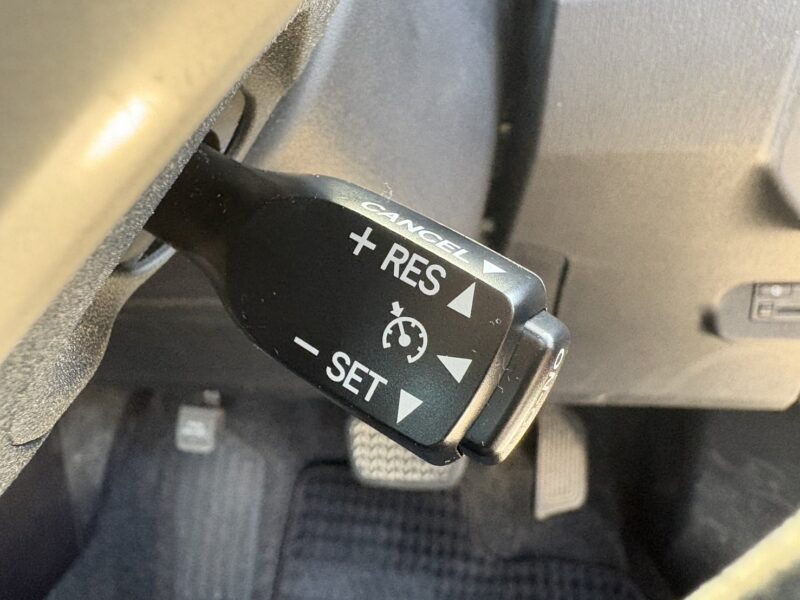 CANCEL
+ RES
- SET